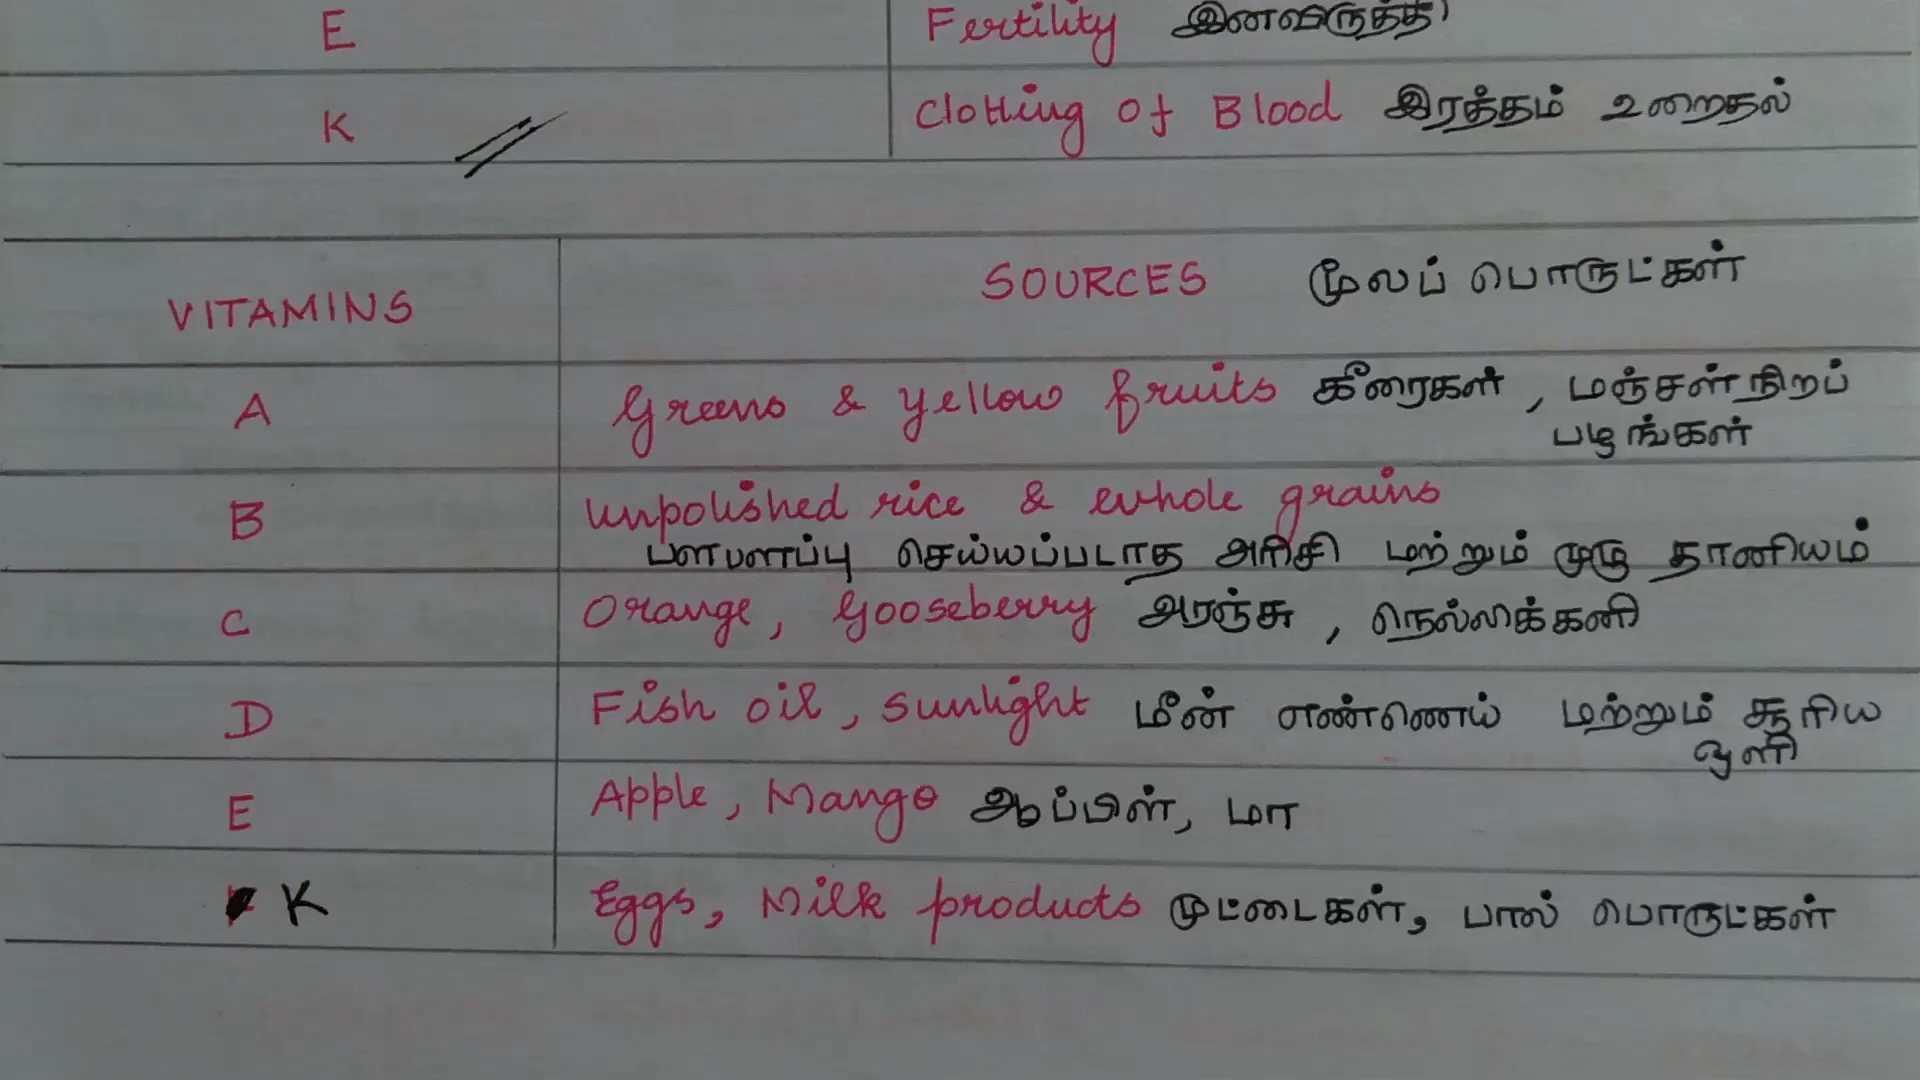 E Fertility இனவிருத்தி
K Clotting of Blood இரத்தம் உறைதல்
VITAMINS SOURCES மூலப் பொருட்கள்
A Greens & yellow fruits கீரைகள் , மஞ்சள்நிறப்
பழங்கள்
B Unpolished rice & whole grains
பளபளப்பு செய்யப்படாத அரிசி மற்றும் முழு தானியம்
C Orange, Gooseberry அரஞ்சு , நெல்லிக்கனி
D Fish oil, Sunlight மீன் எண்ணெய் மற்றும் சூரிய
ஒளி
E Apple, Mango ஆப்பிள், மா
K Eggs, Milk products முட்டைகள், பால் பொருட்கள்